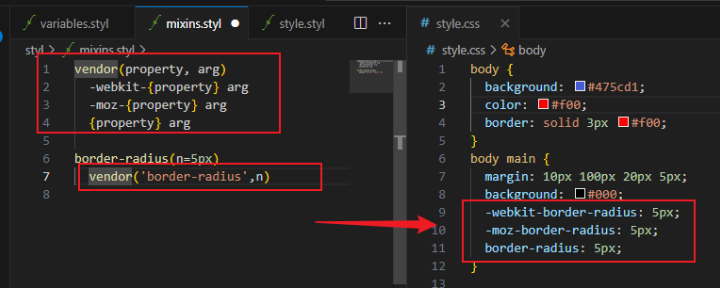 variables.styl
mixins.styl
style.styl
styl > mixins.styl >
1 vendor(property, arg)
2 -webkit-{property} arg
3 -moz-{property} arg
4 {property} arg
5
6 border-radius(n=5px)
7 vendor('border-radius',n)
8
style.css
# style.css > body
1 body {
2 background: #475cd1;
3 color: #f00;
4 border: solid 3px #f00;
5 }
6 body main {
7 margin: 10px 100px 20px 5px;
8 background: #000;
9 -webkit-border-radius: 5px;
10 -moz-border-radius: 5px;
11 border-radius: 5px;
12 }
13